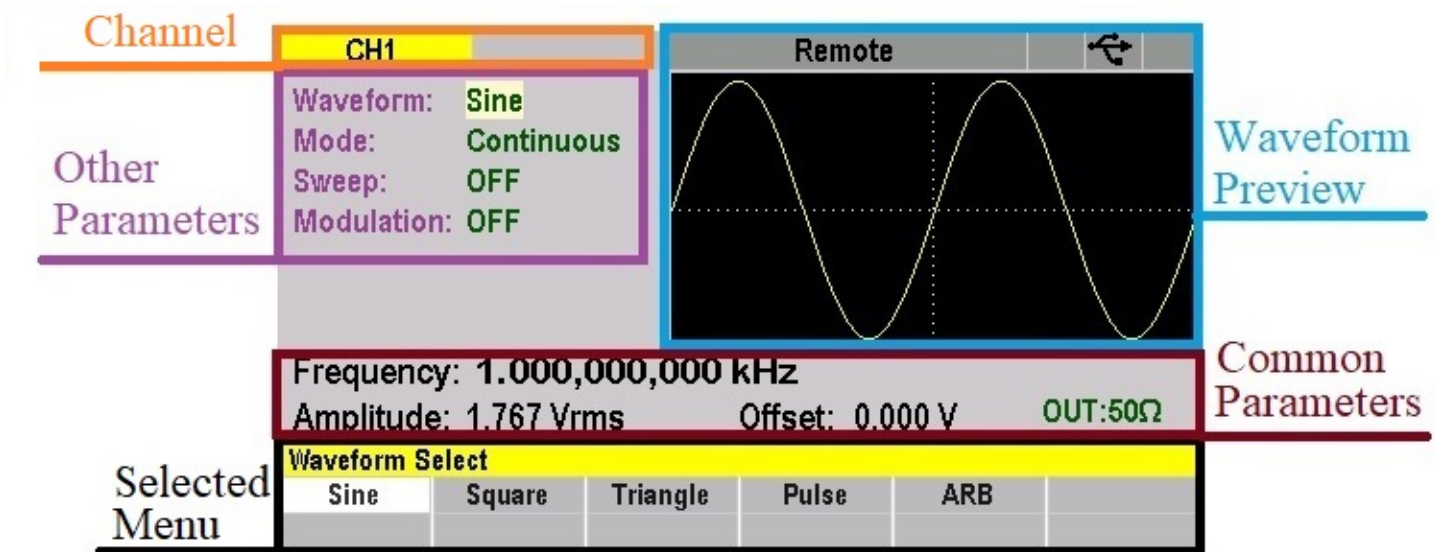 Channel
CH1
Remote
Waveform: Sine
Mode: Continuous
Sweep: OFF
Modulation: OFF
Other
Parameters
Waveform
Preview
Frequency: 1.000,000,000 kHz
Amplitude: 1.767 Vrms Offset: 0.000 V OUT:50Ω
Common
Parameters
Selected
Menu
Waveform Select
Sine Square Triangle Pulse ARB